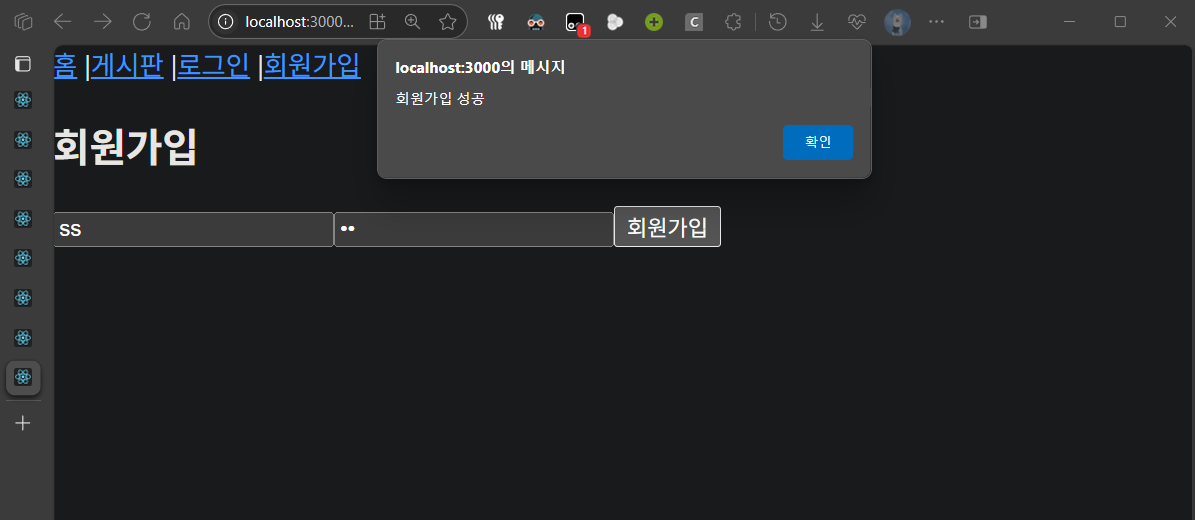 localhost:3000...
1
C
홈 |게시판 |로그인 |회원가입
localhost:3000의 메시지
회원가입 성공
확인
회원가입
ss
회원가입